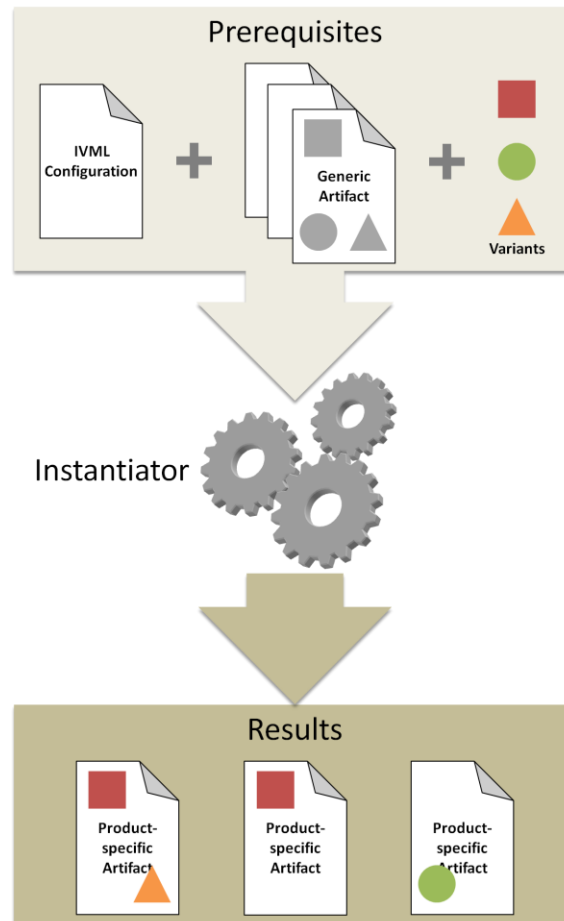 Prerequisites
IVML
Configuration
Generic
Artifact
Variants
Instantiator
Results
Product-
specific
Artifact
Product-
specific
Artifact
Product-
specific
Artifact